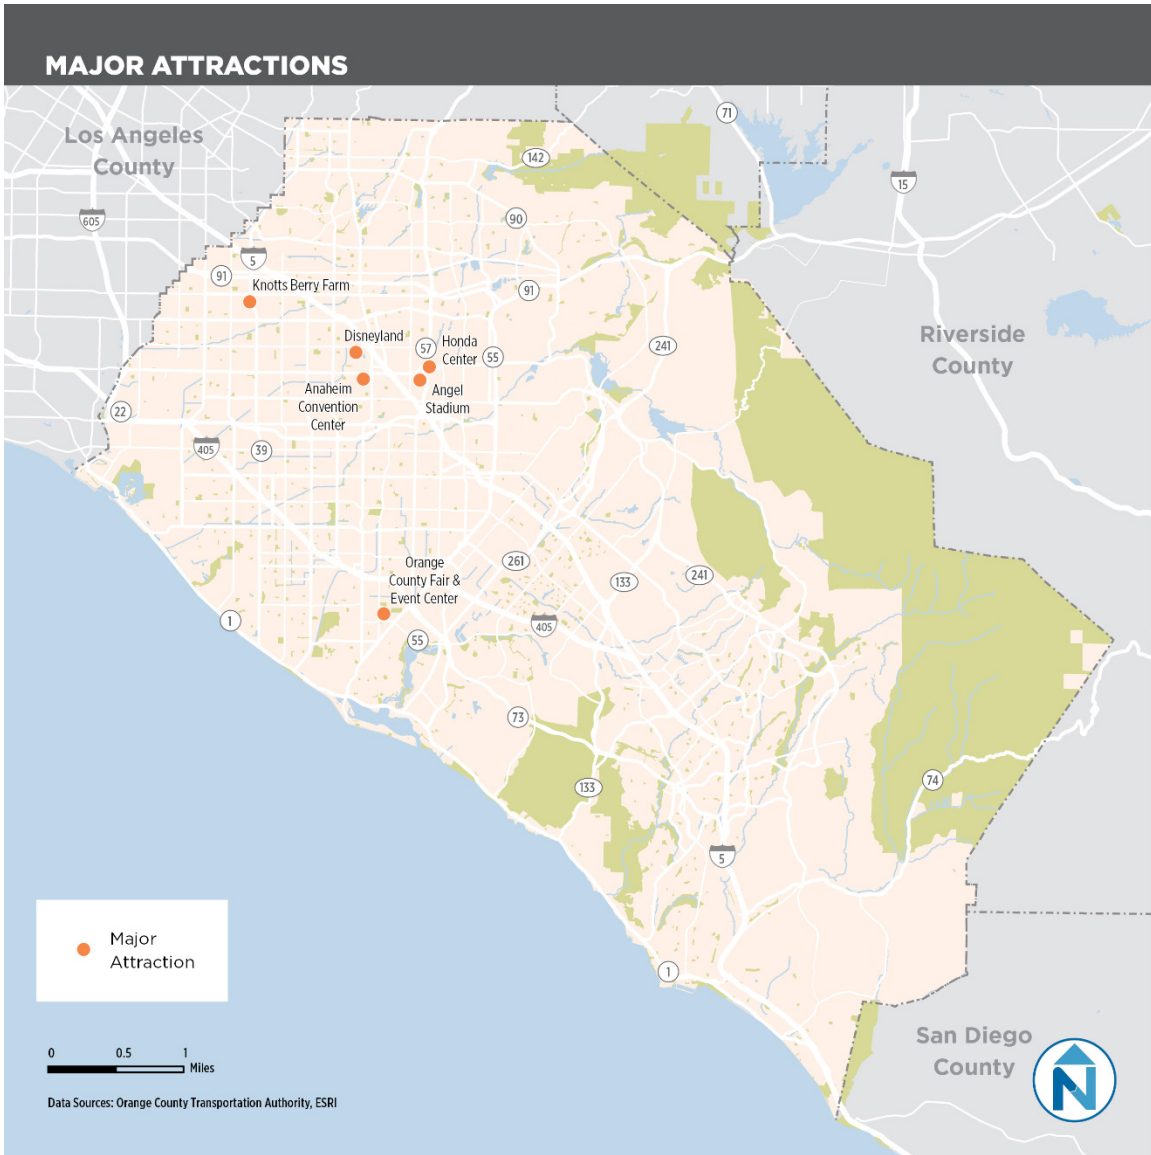 MAJOR ATTRACTIONS
Los Angeles
County
71
142
15
605
90
5
91
Knotts Berry Farm
91
Disneyland
57
Honda
Center
55
241
Riverside
County
Anaheim
Convention
Center
Angel
Stadium
22
405
39
Orange
County Fair &
Event Center
261
133
241
1
55
405
73
133
74
5
Major
Attraction
1
0
0.5
1
Miles
San Diego
County
N
Data Sources: Orange County Transportation Authority, ESRI